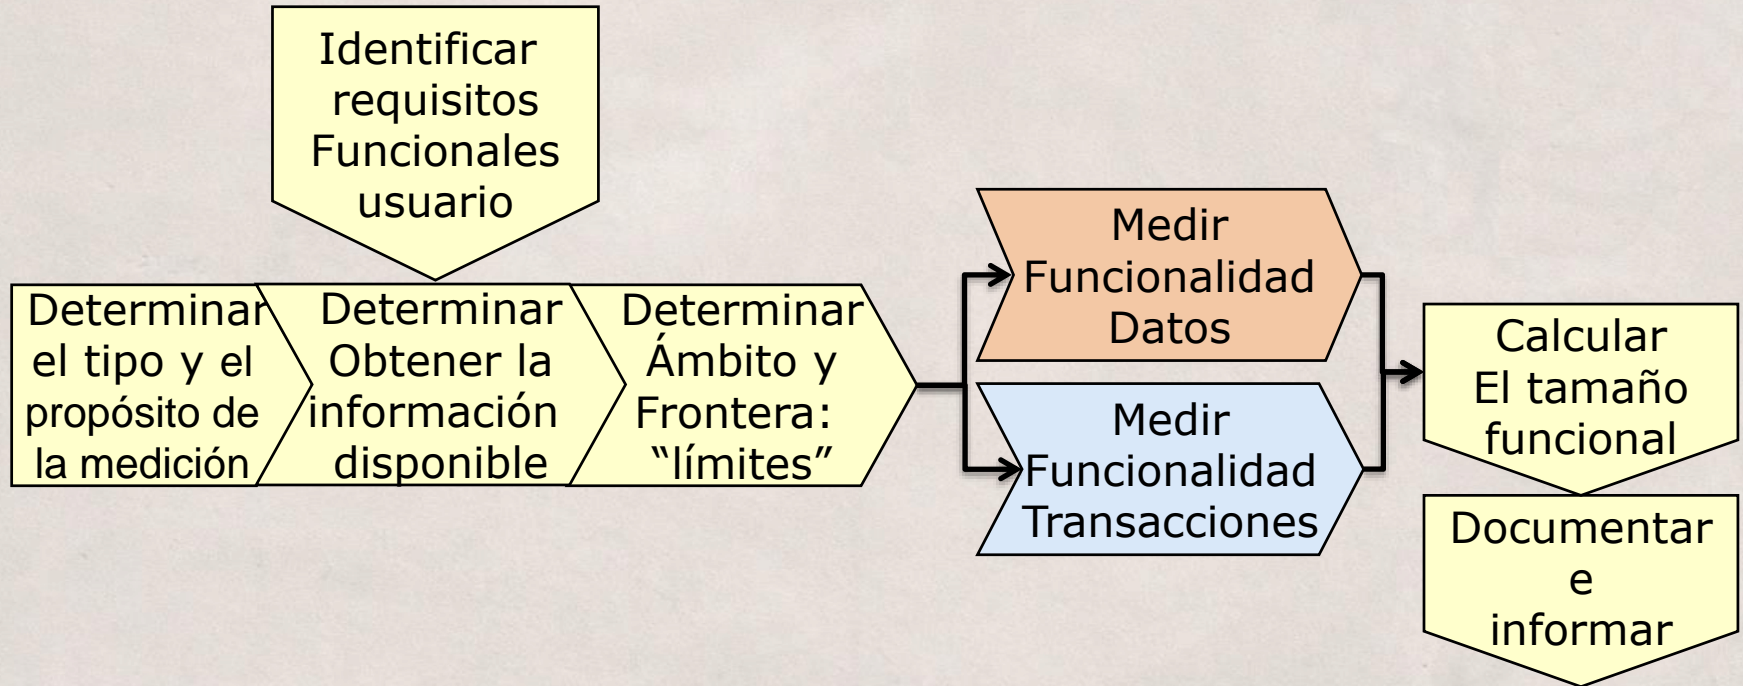 Identificar
requisitos
Funcionales
usuario
Determinar
el tipo y el
propósito de
la medición
Determinar
Obtener la
información
disponible
Determinar
Ámbito y
Frontera:
“límites”
Medir
Funcionalidad
Datos
Medir
Funcionalidad
Transacciones
Calcular
El tamaño
funcional
Documentar
e
informar